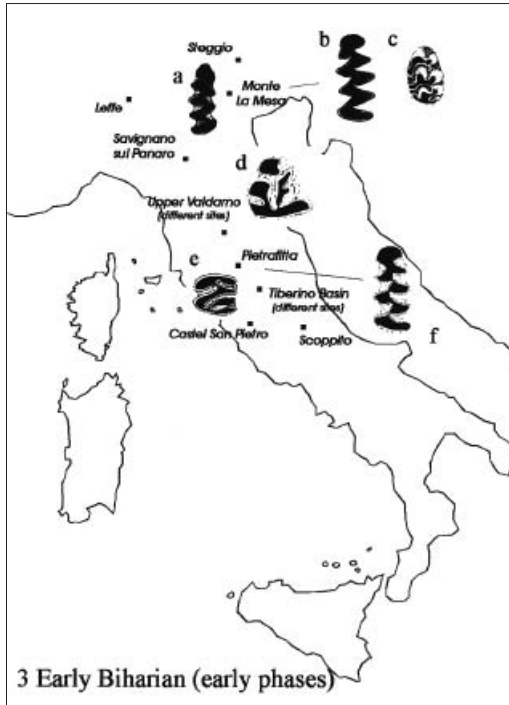 b
c
Steggio
a
Monte
La Mesa
Leffe
Savignano
sul Panaro
d
Upper Valdarno
(different sites)
Pietrafitta
e
Tiberino Basin
(different sites)
Castel San Pietro
Scoppito
f
3 Early Biharian (early phases)